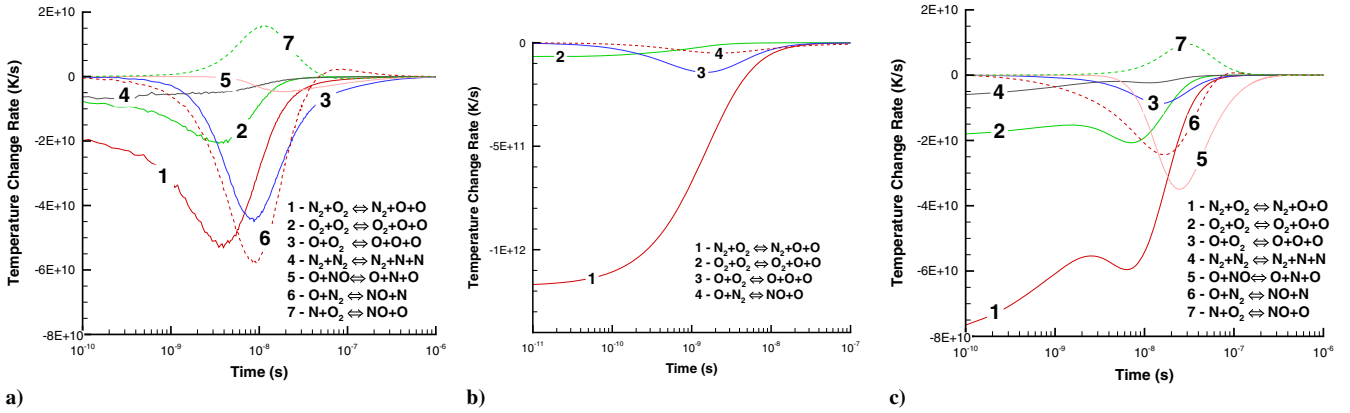 2E+10
0
-2E+10
-4E+10
-6E+10
-8E+10
Temperature Change Rate (K/s)
7
5
4
2
3
1
6
1 - N₂+O₂ ⇔ N₂+O+O
2 - O₂+O₂ ⇔ O₂+O+O
3 - O+O₂ ⇔ O+O+O
4 - N₂+N₂ ⇔ N₂+N+N
5 - O+NO⇔ O+N+O
6 - O+N₂ ⇔ NO+N
7 - N+O₂ ⇔ NO+O
10⁻¹⁰ 10⁻⁹ 10⁻⁸ 10⁻⁷ 10⁻⁶
Time (s)
a)
0
-5E+11
-1E+12
Temperature Change Rate (K/s)
2
4
3
1
1 - N₂+O₂ ⇔ N₂+O+O
2 - O₂+O₂ ⇔ O₂+O+O
3 - O+O₂ ⇔ O+O+O
4 - O+N₂ ⇔ NO+O
10⁻¹¹ 10⁻¹⁰ 10⁻⁹ 10⁻⁸ 10⁻⁷
Time (s)
b)
2E+10
0
-2E+10
-4E+10
-6E+10
-8E+10
Temperature Change Rate (K/s)
7
4
3
2
6
5
1
1 - N₂+O₂ ⇔ N₂+O+O
2 - O₂+O₂ ⇔ O₂+O+O
3 - O+O₂ ⇔ O+O+O
4 - N₂+N₂ ⇔ N₂+N+N
5 - O+NO⇔ O+N+O
6 - O+N₂ ⇔ NO+N
7 - N+O₂ ⇔ NO+O
10⁻¹⁰ 10⁻⁹ 10⁻⁸ 10⁻⁷ 10⁻⁶
Time (s)
c)